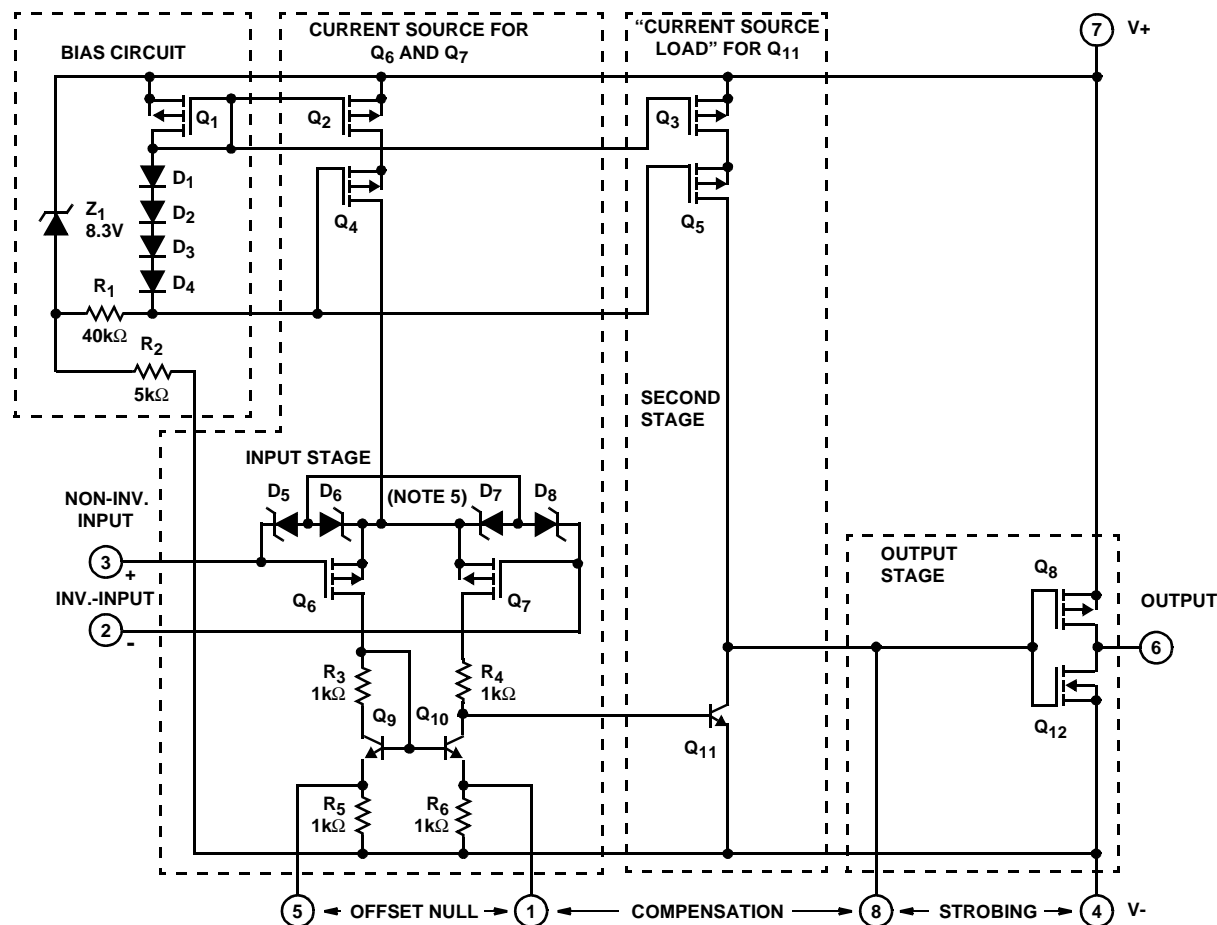 BIAS CIRCUIT
CURRENT SOURCE FOR
Q6 AND Q7
“CURRENT SOURCE
LOAD” FOR Q11
7
V+
Q1
Q2
Q3
D1
D2
D3
D4
Z1
8.3V
Q4
Q5
R1
40kΩ
R2
5kΩ
SECOND
STAGE
INPUT STAGE
D5
D6
(NOTE 5)
D7
D8
NON-INV.
INPUT
3
+
INV.-INPUT
2
-
Q6
Q7
OUTPUT
STAGE
Q8
OUTPUT
6
Q12
R3
1kΩ
R4
1kΩ
Q9
Q10
Q11
R5
1kΩ
R6
1kΩ
5
OFFSET NULL
1
COMPENSATION
8
STROBING
4
V-